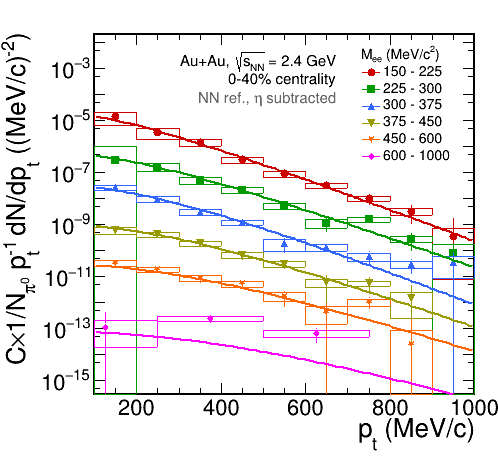 Au+Au, √s_NN = 2.4 GeV
0-40% centrality
NN ref., η subtracted
M_ee (MeV/c²)
150 - 225
225 - 300
300 - 375
375 - 450
450 - 600
600 - 1000
C×1/N_π⁰ p_t⁻¹ dN/dp_t ((MeV/c)⁻²)
10⁻³
10⁻⁵
10⁻⁷
10⁻⁹
10⁻¹¹
10⁻¹³
10⁻¹⁵
200 400 600 800 1000
p_t (MeV/c)